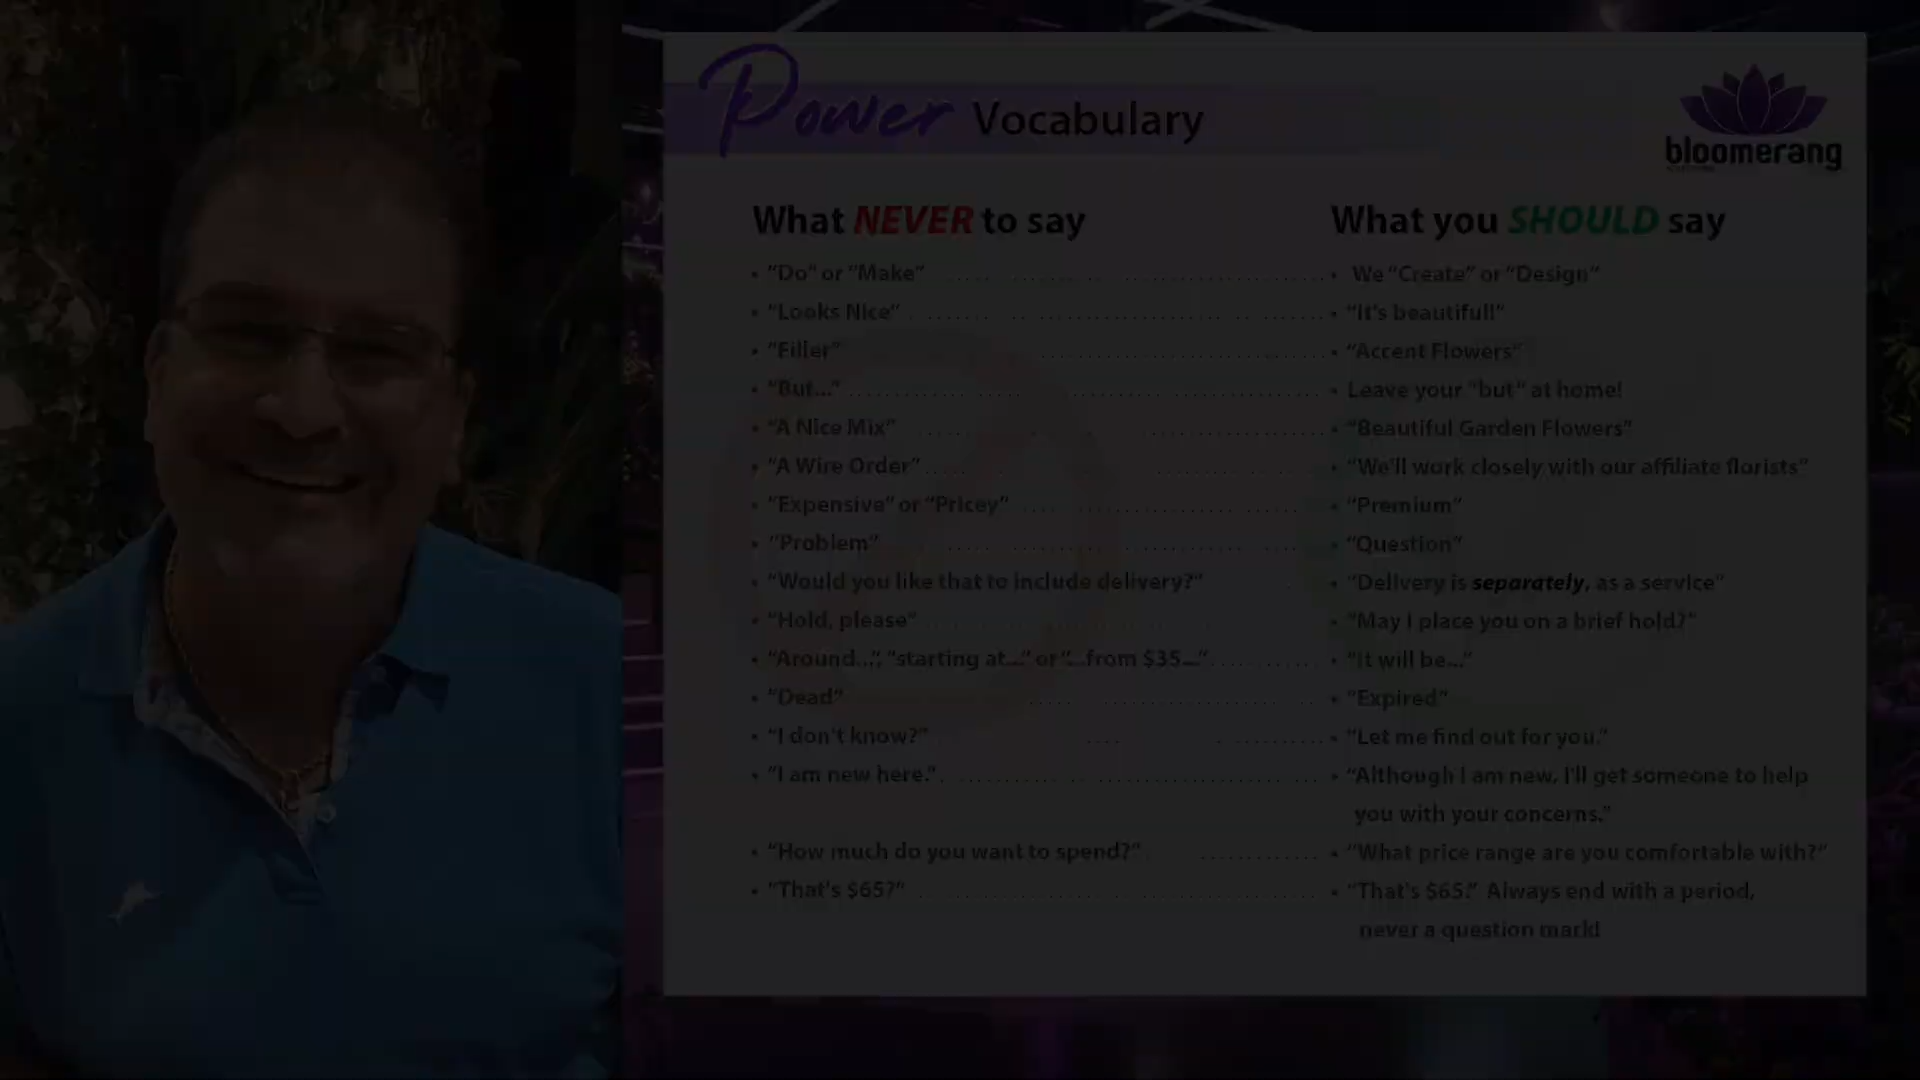 Power Vocabulary
bloomerang
What NEVER to say
What you SHOULD say
• "Do" or "Make" • We "Create" or "Design"
• "Looks Nice" • "It's beautiful!"
• "Filler" • "Accent Flowers"
• "But..." • Leave your "but" at home!
• "A Nice Mix" • "Beautiful Garden Flowers"
• "A Wire Order" • "We'll work closely with our affiliate florists"
• "Expensive" or "Pricey" • "Premium"
• "Problem" • "Question"
• "Would you like that to include delivery?" • "Delivery is separately, as a service"
• "Hold, please" • "May I place you on a brief hold?"
• "Around...", "starting at..." or "...from $35..." • "It will be..."
• "Dead" • "Expired"
• "I don't know?" • "Let me find out for you."
• "I am new here." • "Although I am new, I'll get someone to help
you with your concerns."
• "How much do you want to spend?" • "What price range are you comfortable with?"
• "That's $65?" • "That's $65." Always end with a period,
never a question mark!